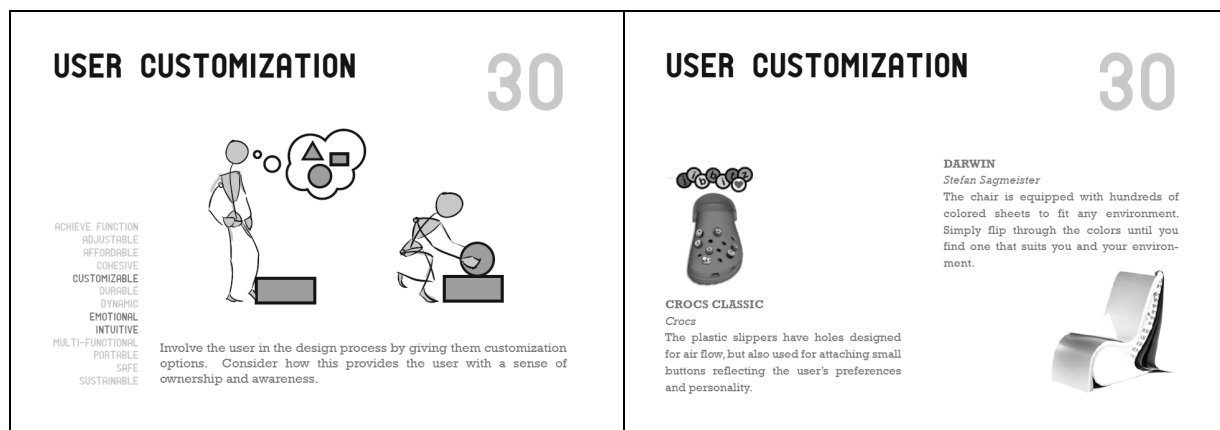 USER CUSTOMIZATION
30
ACHIEVE FUNCTION
ADJUSTABLE
AFFORDABLE
COHESIVE
CUSTOMIZABLE
DURABLE
DYNAMIC
EMOTIONAL
INTUITIVE
MULTI-FUNCTIONAL
PORTABLE
SAFE
SUSTAINABLE
Involve the user in the design process by giving them customization
options. Consider how this provides the user with a sense of
ownership and awareness.
USER CUSTOMIZATION
30
jibbitz
CROCS CLASSIC
Crocs
The plastic slippers have holes designed
for air flow, but also used for attaching small
buttons reflecting the user's preferences
and personality.
DARWIN
Stefan Sagmeister
The chair is equipped with hundreds of
colored sheets to fit any environment.
Simply flip through the colors until you
find one that suits you and your environ-
ment.